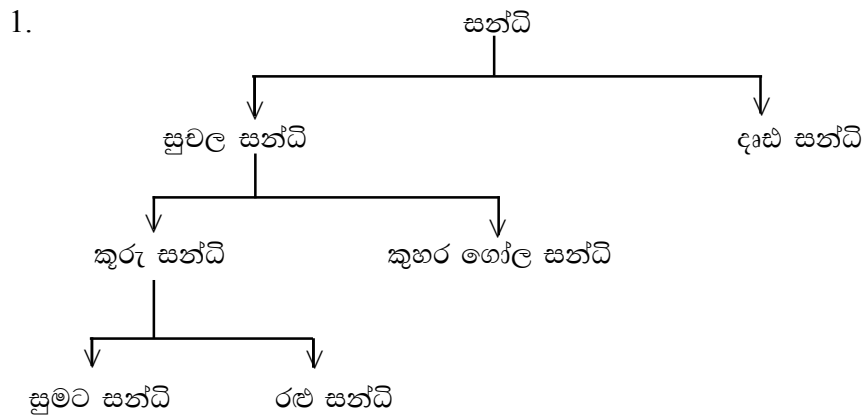 1. සන්ධි
සුචල සන්ධි දෘඪ සන්ධි
කූරු සන්ධි කුහර ගෝල සන්ධි
සුමට සන්ධි රළු සන්ධි